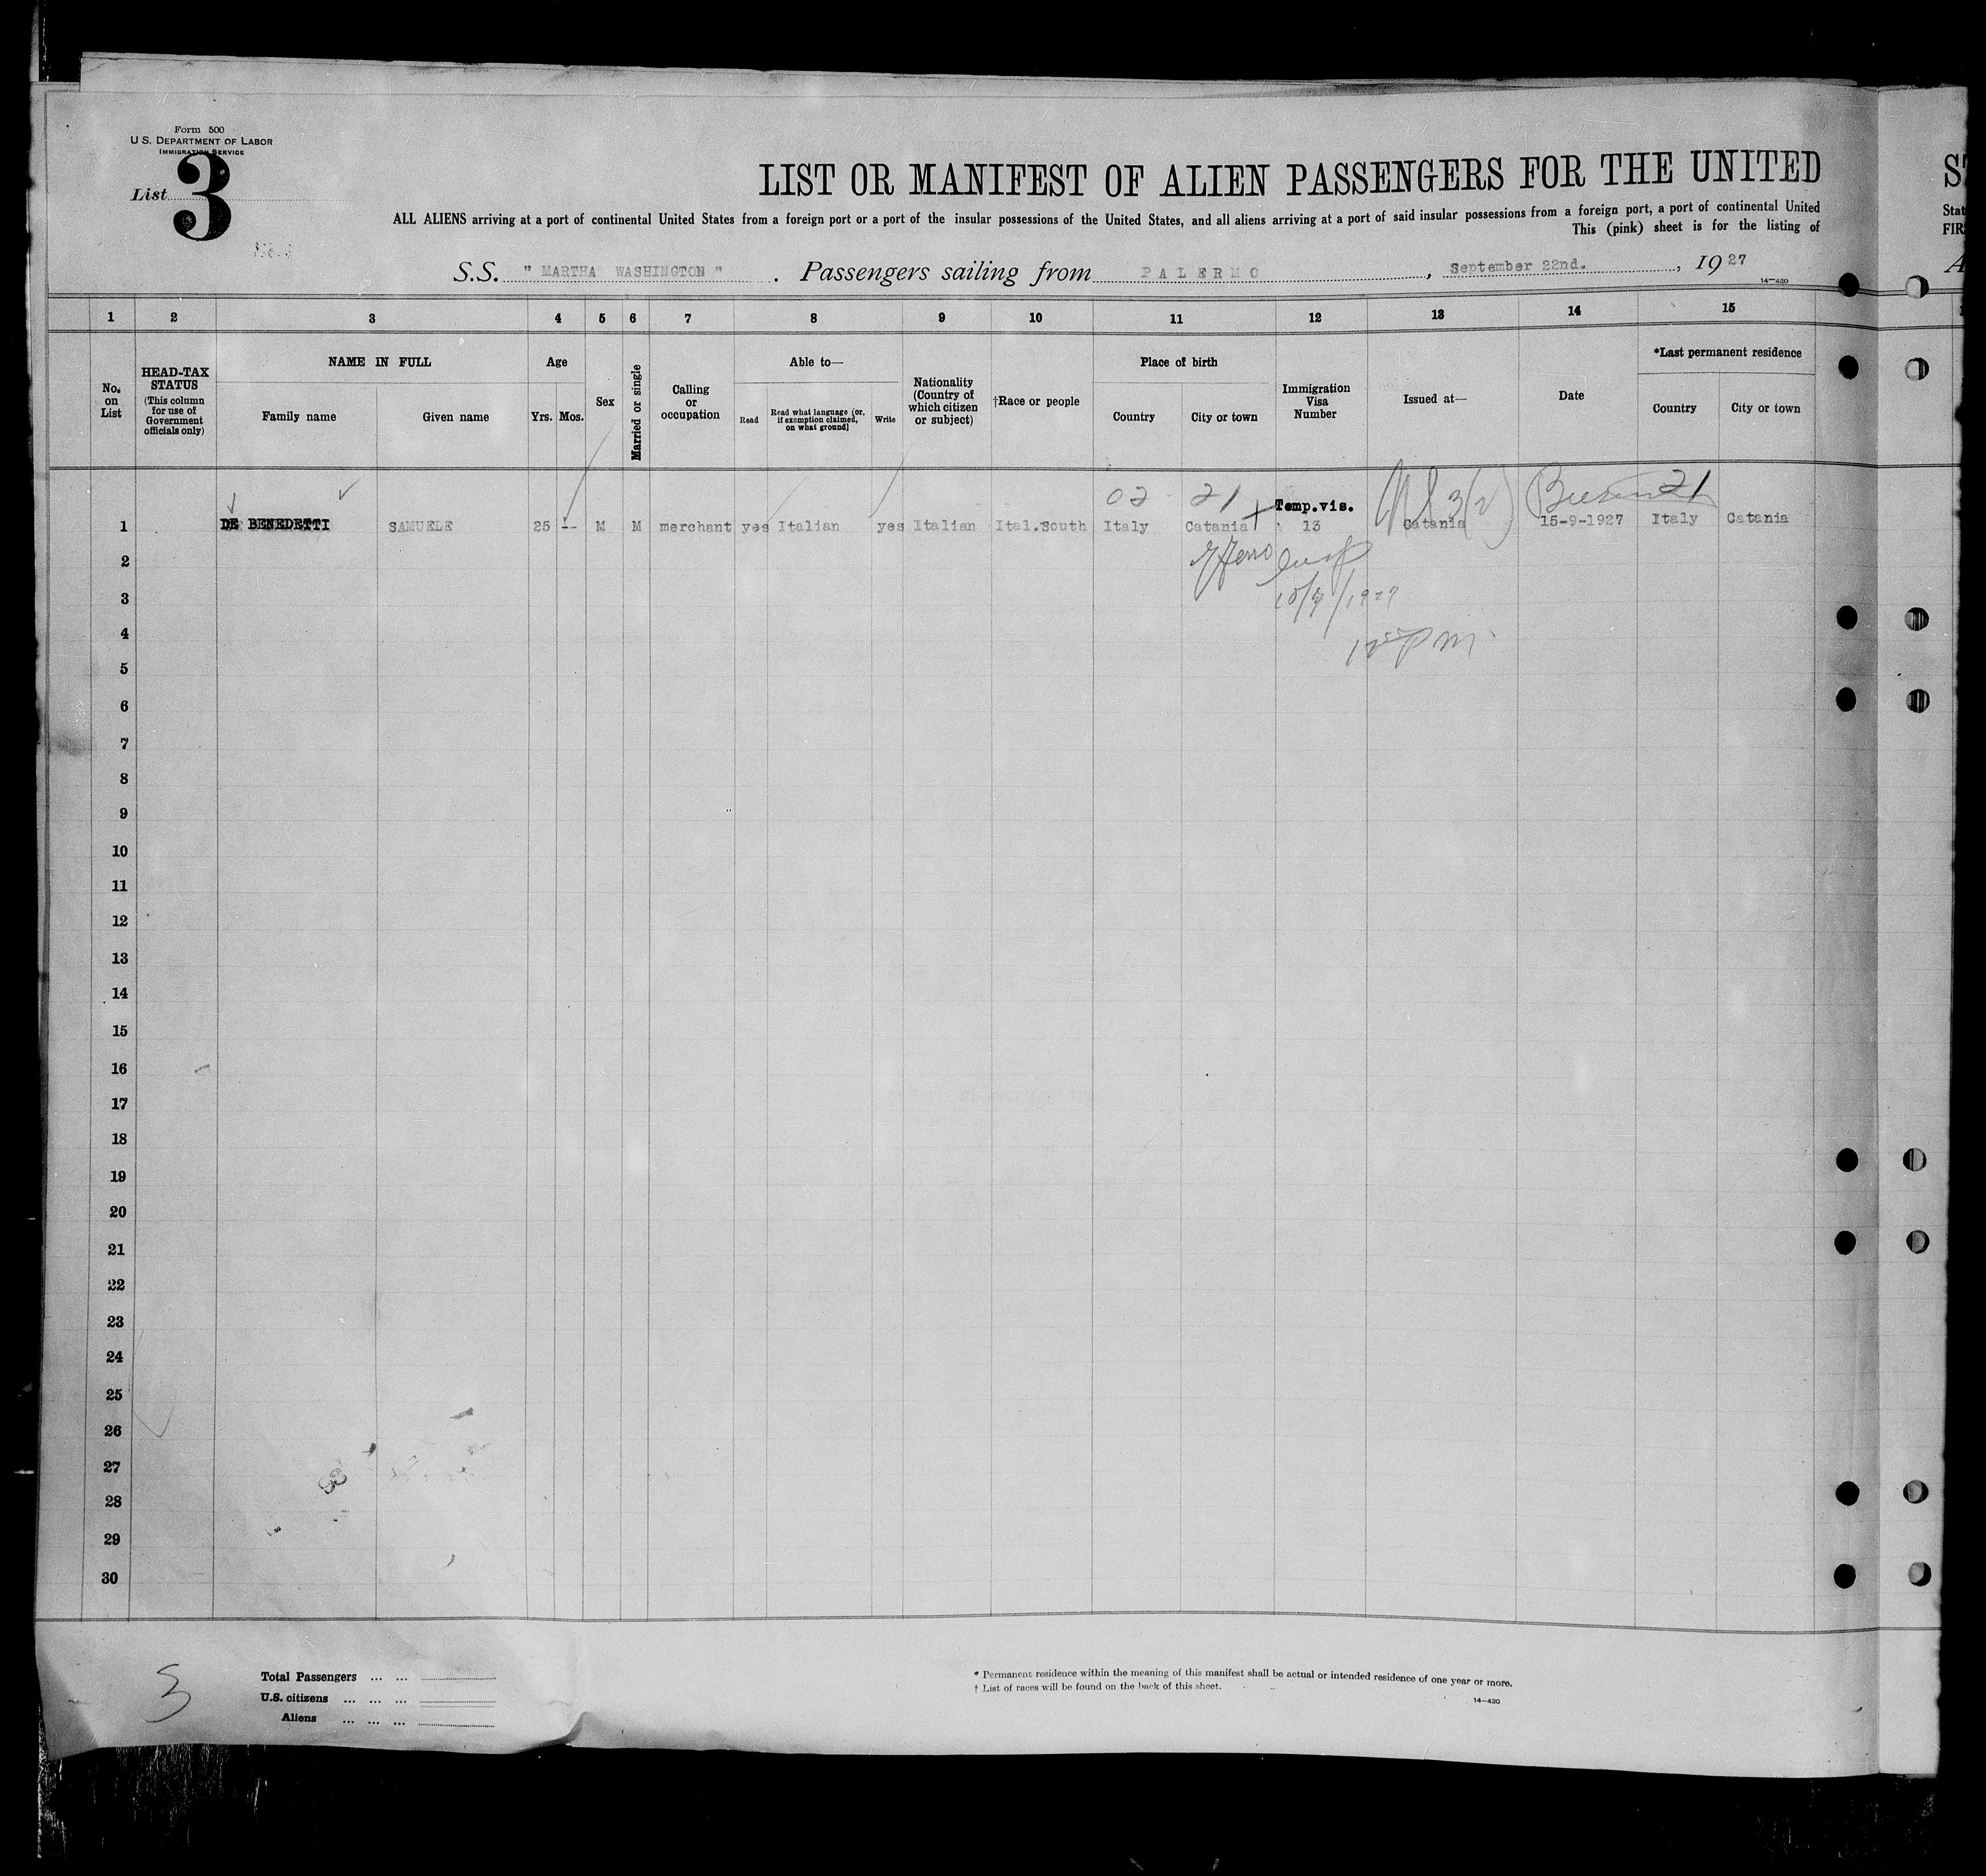 Form 500
U. S. DEPARTMENT OF LABOR
IMMIGRATION SERVICE
List 3
LIST OR MANIFEST OF ALIEN PASSENGERS FOR THE UNITED
ALL ALIENS arriving at a port of continental United States from a foreign port or a port of the insular possessions of the United States, and all aliens arriving at a port of said insular possessions from a foreign port, a port of continental United
This (pink) sheet is for the listing of
S.S. " MARTHA WASHINGTON ". Passengers sailing from PALERMO, September 22nd., 1927
14—430
1 2 3 4 5 6 7 8 9 10 11 12 13 14 15
No. on List
HEAD-TAX STATUS (This column for use of Government officials only)
NAME IN FULL
Family name Given name
Age
Yrs. Mos.
Sex
Married or single
Calling or occupation
Able to—
Read
Read what language (or, if exemption claimed, on what ground)
Write
Nationality (Country of which citizen or subject)
†Race or people
Place of birth
Country City or town
Immigration Visa Number
Issued at—
Date
*Last permanent residence
Country City or town
02 21 Temp.vis. 3(2) 21
1 DE BENEDETTI SAMUELE 25 -- M M merchant yes Italian yes Italian Ital.South Italy Catania 13 Catania 15-9-1927 Italy Catania
2
3
4
5
6
7
8
9
10
11
12
13
14
15
16
17
18
19
20
21
22
23
24
25
26
27
28
29
30
3
Total Passengers ... ...
U.S. citizens ... ... ...
Aliens ... ... ...
* Permanent residence within the meaning of this manifest shall be actual or intended residence of one year or more.
† List of races will be found on the back of this sheet.
14—430